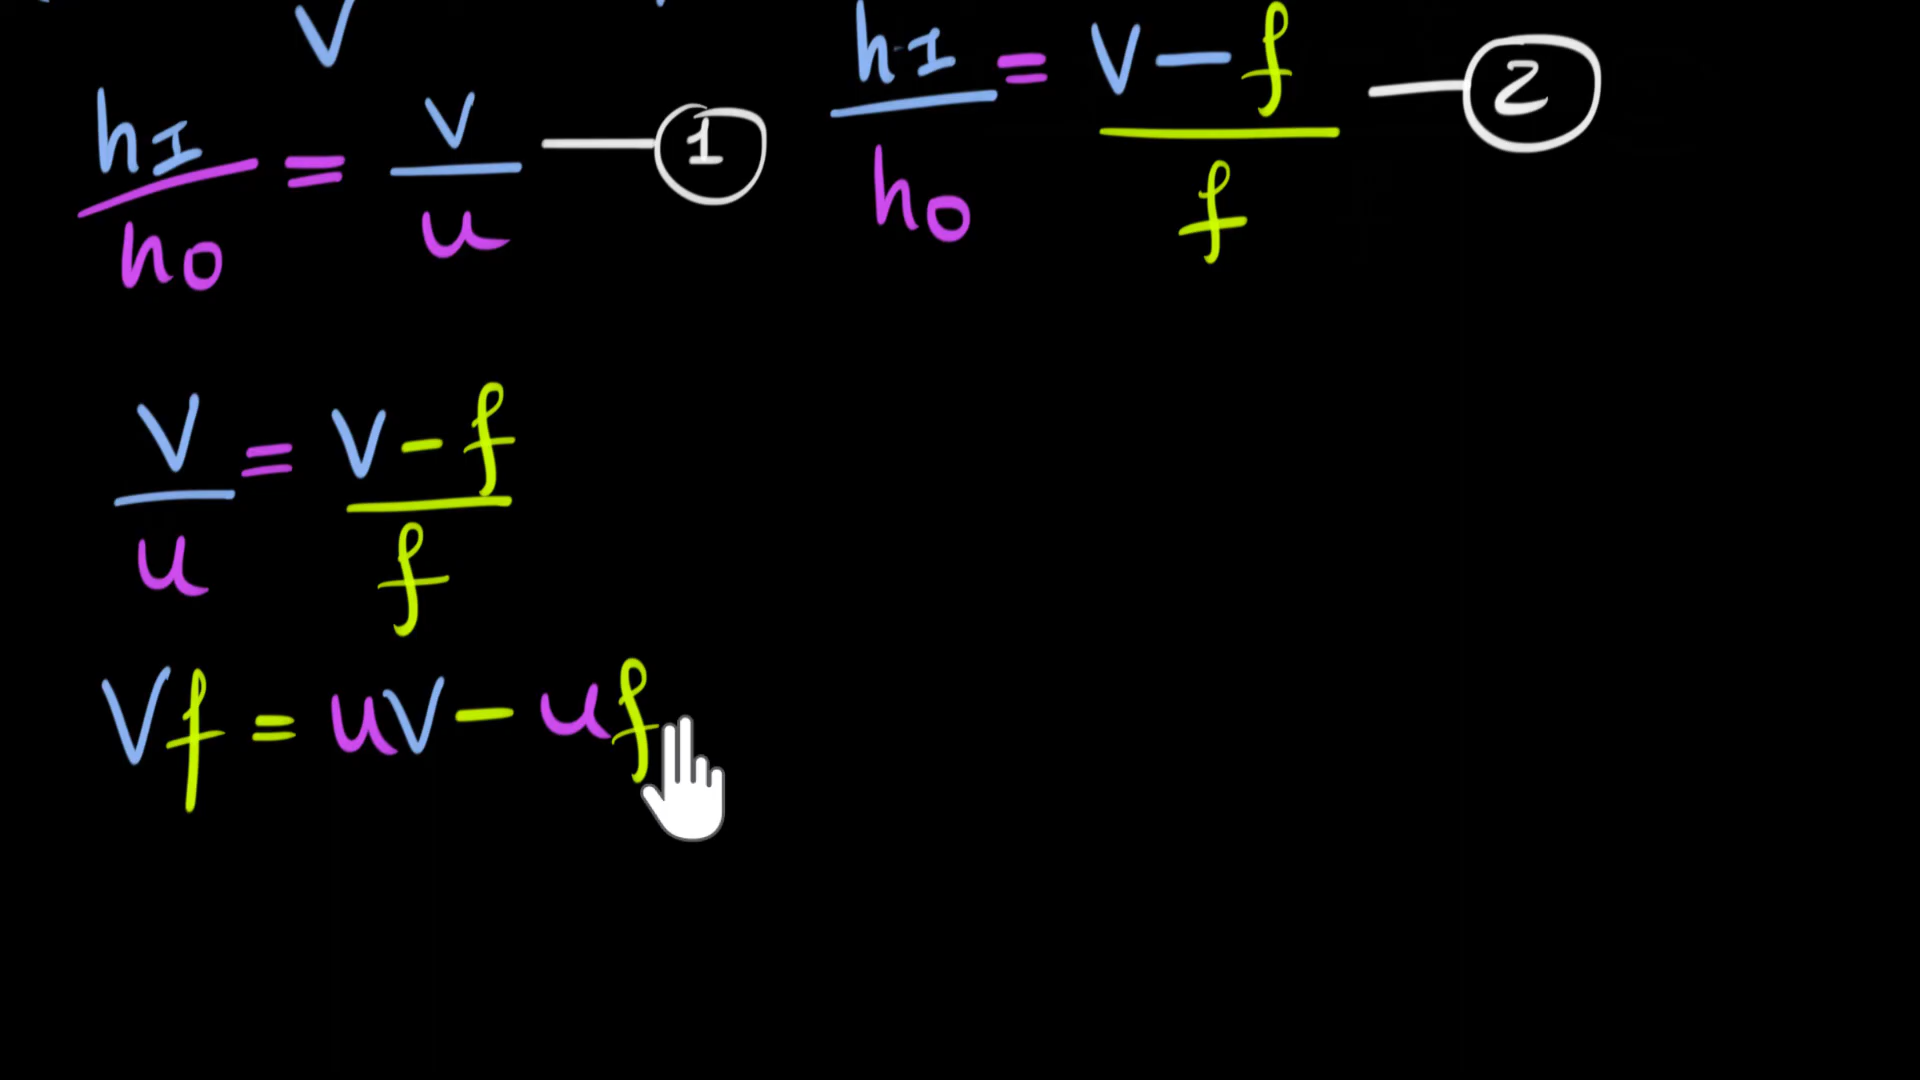 V
hI/hO = V/u — 1
hI/hO = V-f/f — 2
V/u = V-f/f
Vf = uV - uf